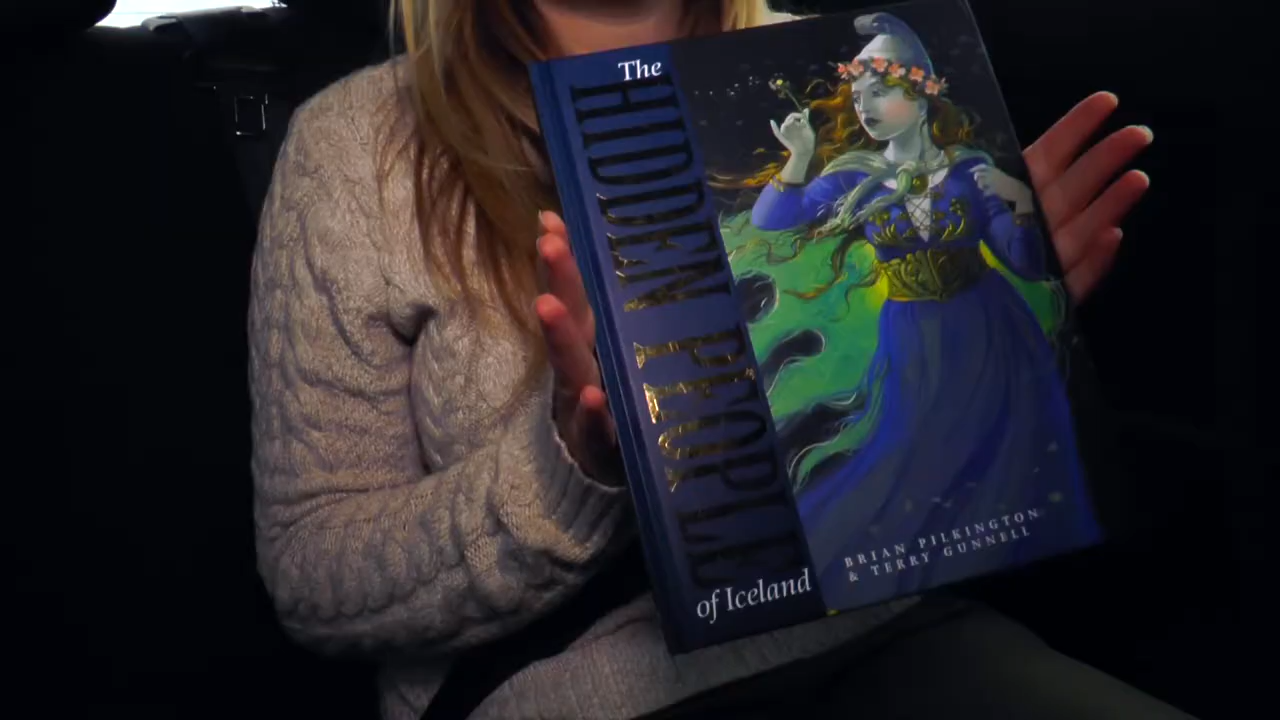 The
HIDDEN PEOPLE
of Iceland
BRIAN PILKINGTON
& TERRY GUNNELL